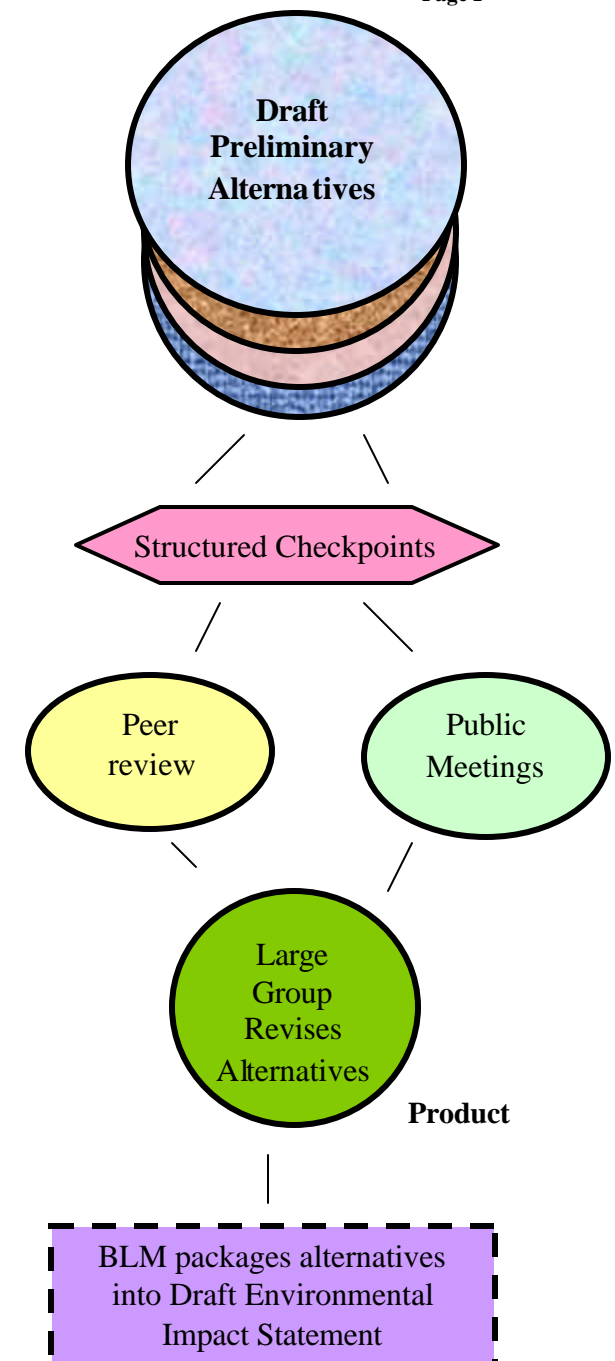 Draft
Preliminary
Alternatives
Structured Checkpoints
Peer
review
Public
Meetings
Large
Group
Revises
Alternatives
Product
BLM packages alternatives
into Draft Environmental
Impact Statement